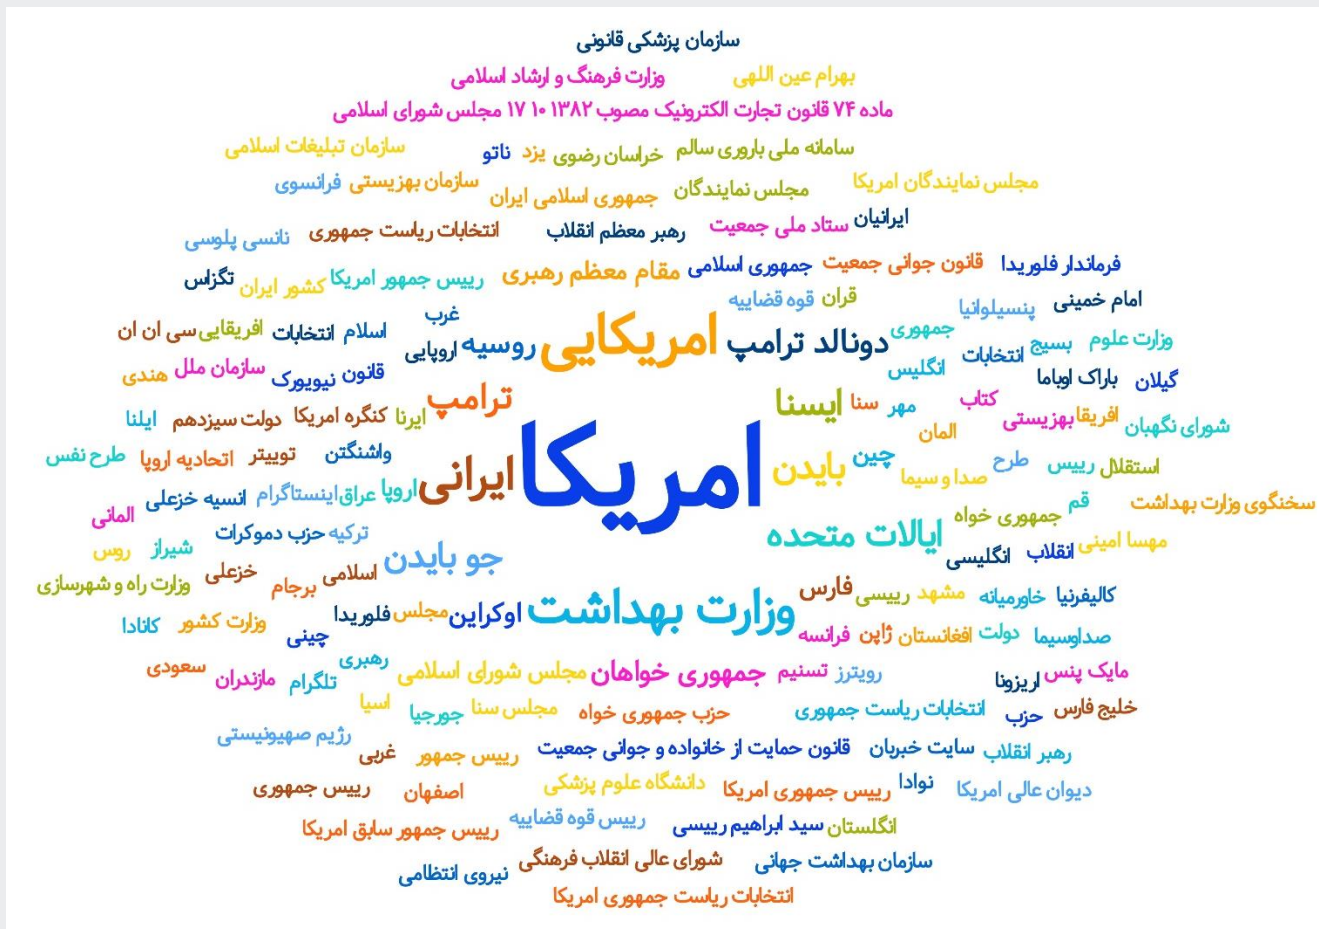 سازمان پزشکی قانونی
بهرام عین اللهی
وزارت فرهنگ و ارشاد اسلامی
ماده ۷۴ قانون تجارت الکترونیک مصوب ۱۳۸۲ ۱۰ ۱۷ مجلس شورای اسلامی
سامانه ملی باروری سالم
خراسان رضوی
یزد
ناتو
سازمان تبلیغات اسلامی
مجلس نمایندگان امریکا
مجلس نمایندگان
جمهوری اسلامی ایران
سازمان بهزیستی
فرانسوی
ایرانیان
ستاد ملی جمعیت
رهبر معظم انقلاب
انتخابات ریاست جمهوری
نانسی پلوسی
فرماندار فلوریدا
قانون جوانی جمعیت
جمهوری اسلامی
مقام معظم رهبری
رییس جمهور امریکا
کشور ایران
تگزاس
امام خمینی
پنسیلوانیا
قران
قوه قضاییه
غرب
وزارت علوم
بسیج
انتخابات
جمهوری
دونالد ترامپ
امریکایی
روسیه
اروپایی
اسلام
انتخابات
افریقایی
سی ان ان
گیلان
باراک اوباما
انگلیس
قانون
نیویورک
سازمان ملل
هندی
شورای نگهبان
افریقا
بهزیستی
کتاب
المان
مهر
سنا
ایسنا
ترامپ
ایرنا
کنگره امریکا
دولت سیزدهم
ایلنا
استقلال
رییس
طرح
صدا و سیما
چین
بایدن
امریکا
ایرانی
واشنگتن
توییتر
اتحادیه اروپا
طرح نفس
سخنگوی وزارت بهداشت
قم
جمهوری خواه
اروپا
عراق
اینستاگرام
انسیه خزعلی
المانی
مهسا امینی
انقلاب
انگلیسی
ایالات متحده
جو بایدن
ترکیه
حزب دموکرات
شیراز
روس
کالیفرنیا
خاورمیانه
مشهد
رییسی
فارس
اسلامی
برجام
خزعلی
وزارت راه و شهرسازی
صداوسیما
دولت
افغانستان
ژاپن
فرانسه
وزارت بهداشت
اوکراین
مجلس
فلوریدا
چینی
وزارت کشور
کانادا
مایک پنس
اریزونا
رویترز
تسنیم
جمهوری خواهان
مجلس شورای اسلامی
رهبری
تلگرام
مازندران
سعودی
خلیج فارس
حزب
انتخابات ریاست جمهوری
حزب جمهوری خواه
مجلس سنا
جورجیا
اسیا
رژیم صهیونیستی
رهبر انقلاب
سایت خبربان
قانون حمایت از خانواده و جوانی جمعیت
رییس جمهور
غربی
دیوان عالی امریکا
نوادا
رییس جمهوری امریکا
دانشگاه علوم پزشکی
اصفهان
رییس جمهوری
انگلستان
سید ابراهیم رییسی
رییس قوه قضاییه
رییس جمهور سابق امریکا
سازمان بهداشت جهانی
شورای عالی انقلاب فرهنگی
نیروی انتظامی
انتخابات ریاست جمهوری امریکا